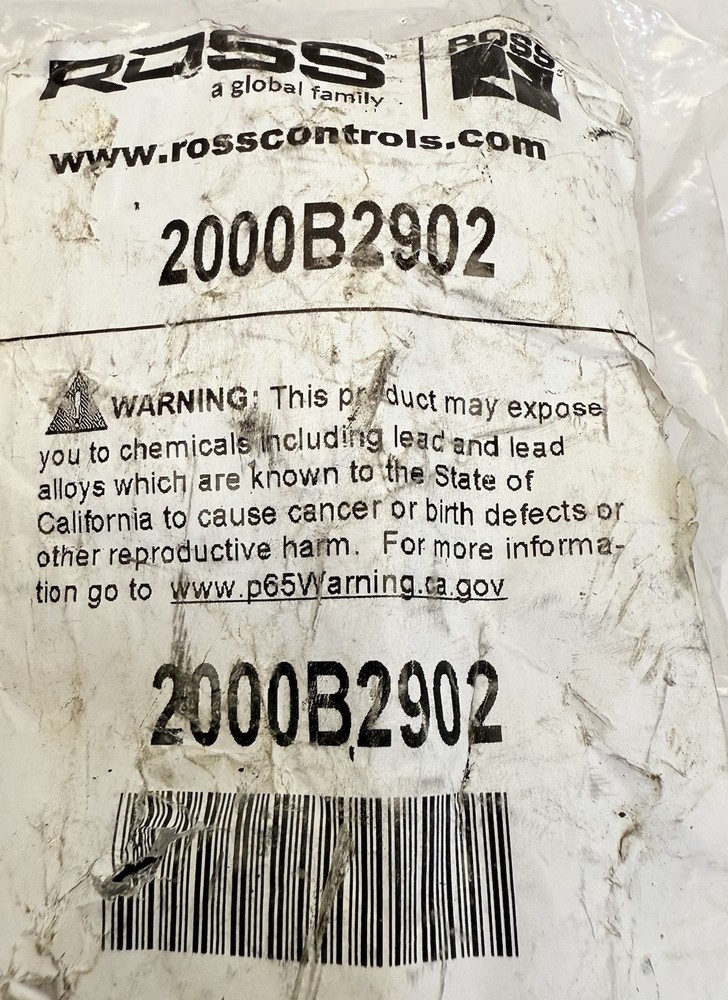 ROSS™ ROSS
a global family
www.rosscontrols.com
2000B2902
WARNING: This product may expose
you to chemicals including lead and lead
alloys which are known to the State of
California to cause cancer or birth defects or
other reproductive harm. For more informa-
tion go to www.p65Warning.ca.gov
2000B2902